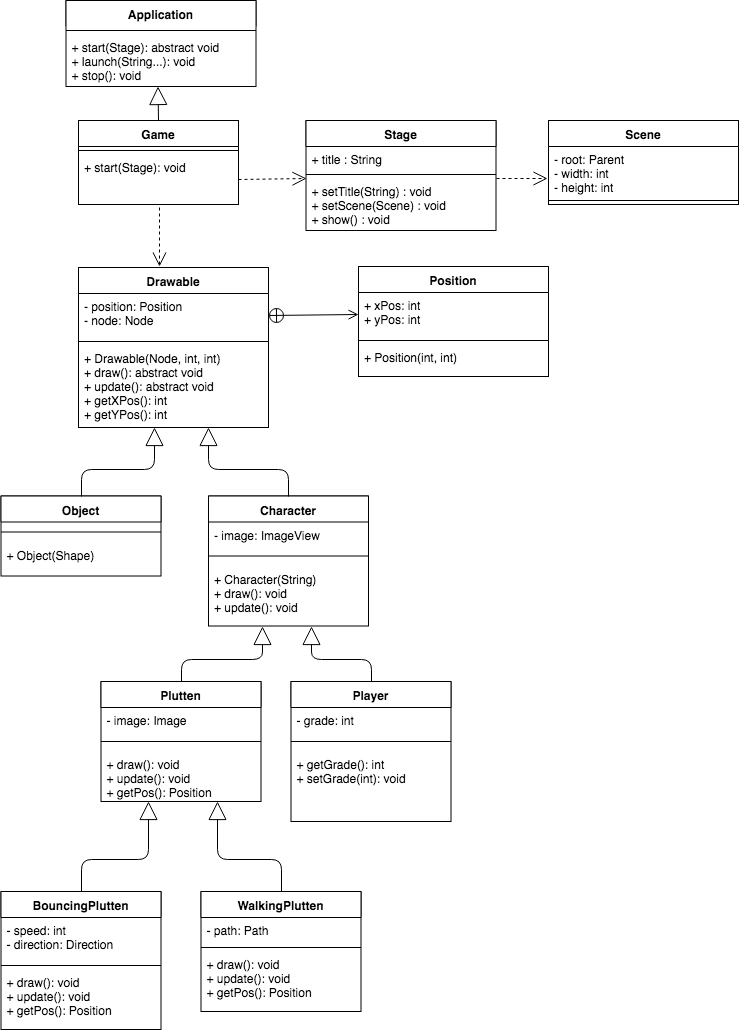 Application
+ start(Stage): abstract void
+ launch(String...): void
+ stop(): void
Game
+ start(Stage): void
Stage
+ title : String
+ setTitle(String) : void
+ setScene(Scene) : void
+ show() : void
Scene
- root: Parent
- width: int
- height: int
Drawable
- position: Position
- node: Node
+ Drawable(Node, int, int)
+ draw(): abstract void
+ update(): abstract void
+ getXPos(): int
+ getYPos(): int
Position
+ xPos: int
+ yPos: int
+ Position(int, int)
Object
+ Object(Shape)
Character
- image: ImageView
+ Character(String)
+ draw(): void
+ update(): void
Plutten
- image: Image
+ draw(): void
+ update(): void
+ getPos(): Position
Player
- grade: int
+ getGrade(): int
+ setGrade(int): void
BouncingPlutten
- speed: int
- direction: Direction
+ draw(): void
+ update(): void
+ getPos(): Position
WalkingPlutten
- path: Path
+ draw(): void
+ update(): void
+ getPos(): Position